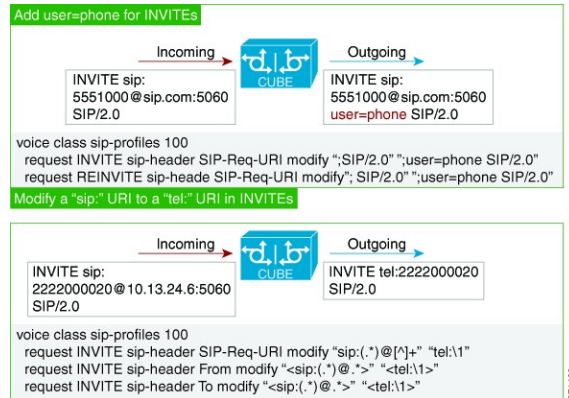 Add user=phone for INVITEs
Incoming
Outgoing
CUBE
INVITE sip:
5551000@sip.com:5060
SIP/2.0
INVITE sip:
5551000@sip.com:5060
user=phone SIP/2.0
voice class sip-profiles 100
request INVITE sip-header SIP-Req-URI modify “;SIP/2.0” ”;user=phone SIP/2.0”
request REINVITE sip-heade SIP-Req-URI modify”; SIP/2.0” ”;user=phone SIP/2.0”
Modify a “sip:” URI to a “tel:” URI in INVITEs
Incoming
Outgoing
CUBE
INVITE sip:
2222000020@10.13.24.6:5060
SIP/2.0
INVITE tel:2222000020
SIP/2.0
voice class sip-profiles 100
request INVITE sip-header SIP-Req-URI modify “sip:(.*)@[^]+” “tel:\1”
request INVITE sip-header From modify “<sip:(.*)@.*>” “<tel:\1>”
request INVITE sip-header To modify “<sip:(.*)@.*>” “<tel:\1>”